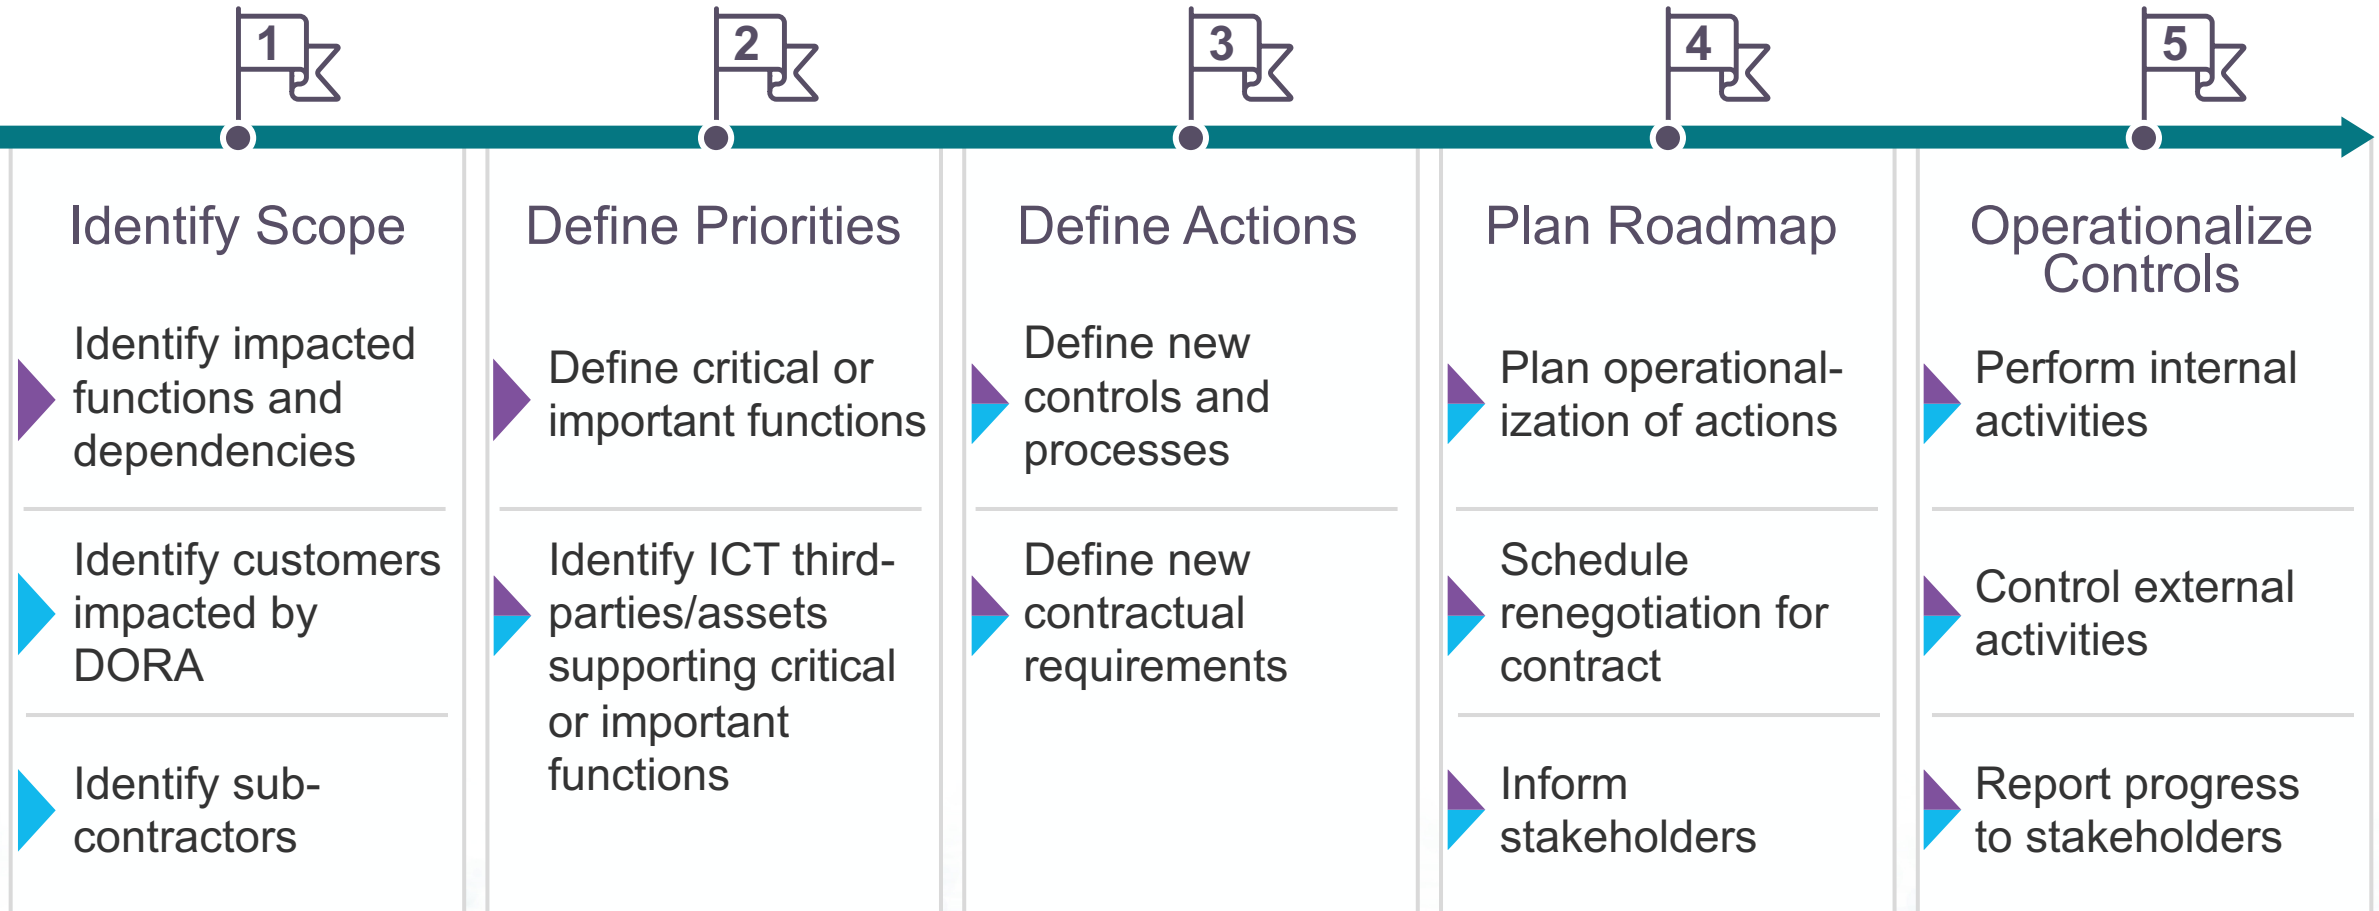 1
2
3
4
5
Identify Scope
Identify impacted
functions and
dependencies
Identify customers
impacted by
DORA
Identify sub-
contractors
Define Priorities
Define critical or
important functions
Identify ICT third-
parties/assets
supporting critical
or important
functions
Define Actions
Define new
controls and
processes
Define new
contractual
requirements
Plan Roadmap
Plan operational-
ization of actions
Schedule
renegotiation for
contract
Inform
stakeholders
Operationalize
Controls
Perform internal
activities
Control external
activities
Report progress
to stakeholders